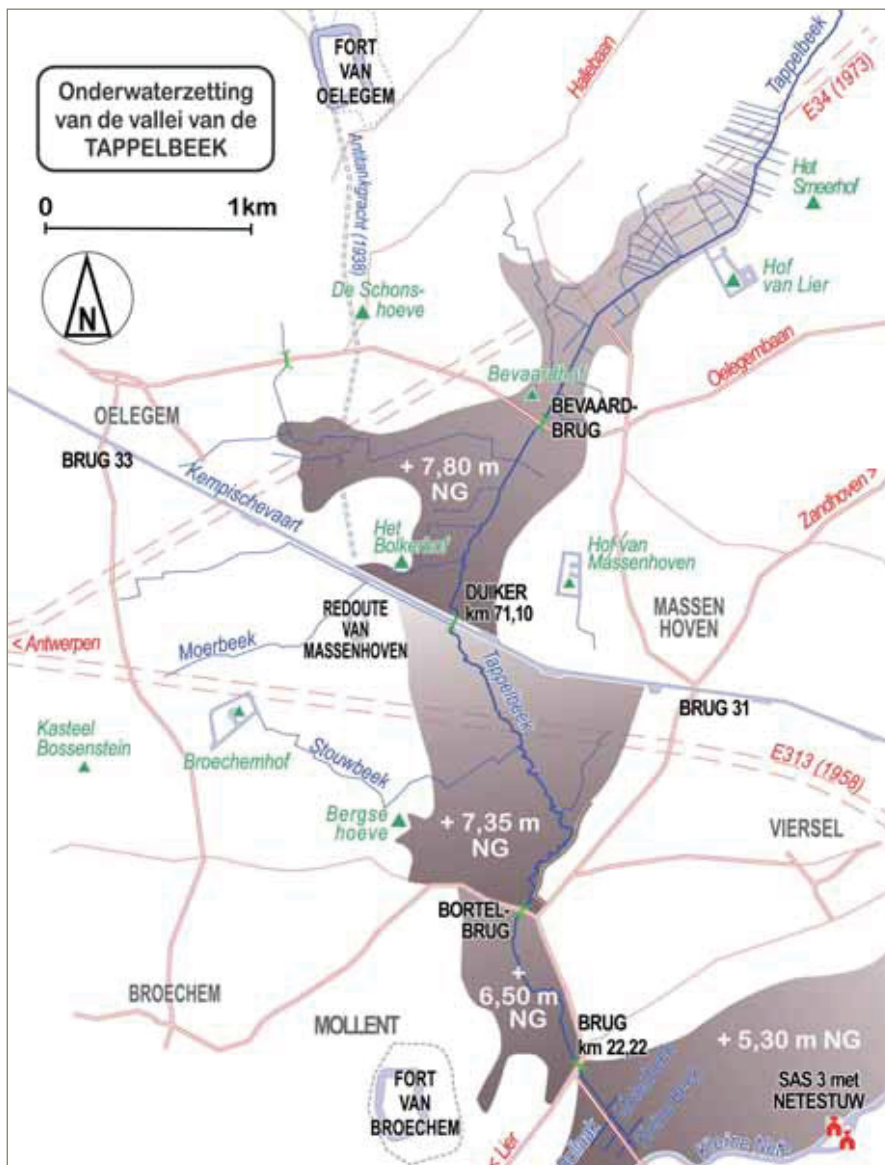 Onderwaterzetting
van de vallei van de
TAPPELBEEK
0 1km
N
FORT
VAN
OELEGEM
Hallebaan
Tappelbeek
E34 (1973)
Antitankgracht (1938)
Het
Smeerhof
Hof
van Lier
De Schons-
hoeve
Oelegembaan
Bevaardhof
BEVAARD-
BRUG
OELEGEM
BRUG 33
Kempischevaart
+ 7,80 m
NG
Zandhoven >
Het
Bolkerhof
Hof van
Massenhoven
DUIKER
km 71,10
MASSEN
HOVEN
REDOUTE
VAN
MASSENHOVEN
< Antwerpen
Moerbeek
Tappelbeek
BRUG 31
Kasteel
Bossenstein
Broechemhof
Stouwbeek
E313 (1958)
Bergse
hoeve
+ 7,35 m
NG
VIERSEL
BORTEL-
BRUG
BROECHEM
+
6,50 m
NG
MOLLENT
BRUG
km 22,22
+ 5,30 m NG
FORT
VAN
BROECHEM
SAS 3 met
NETESTUW
< Lier
Kleine Nete